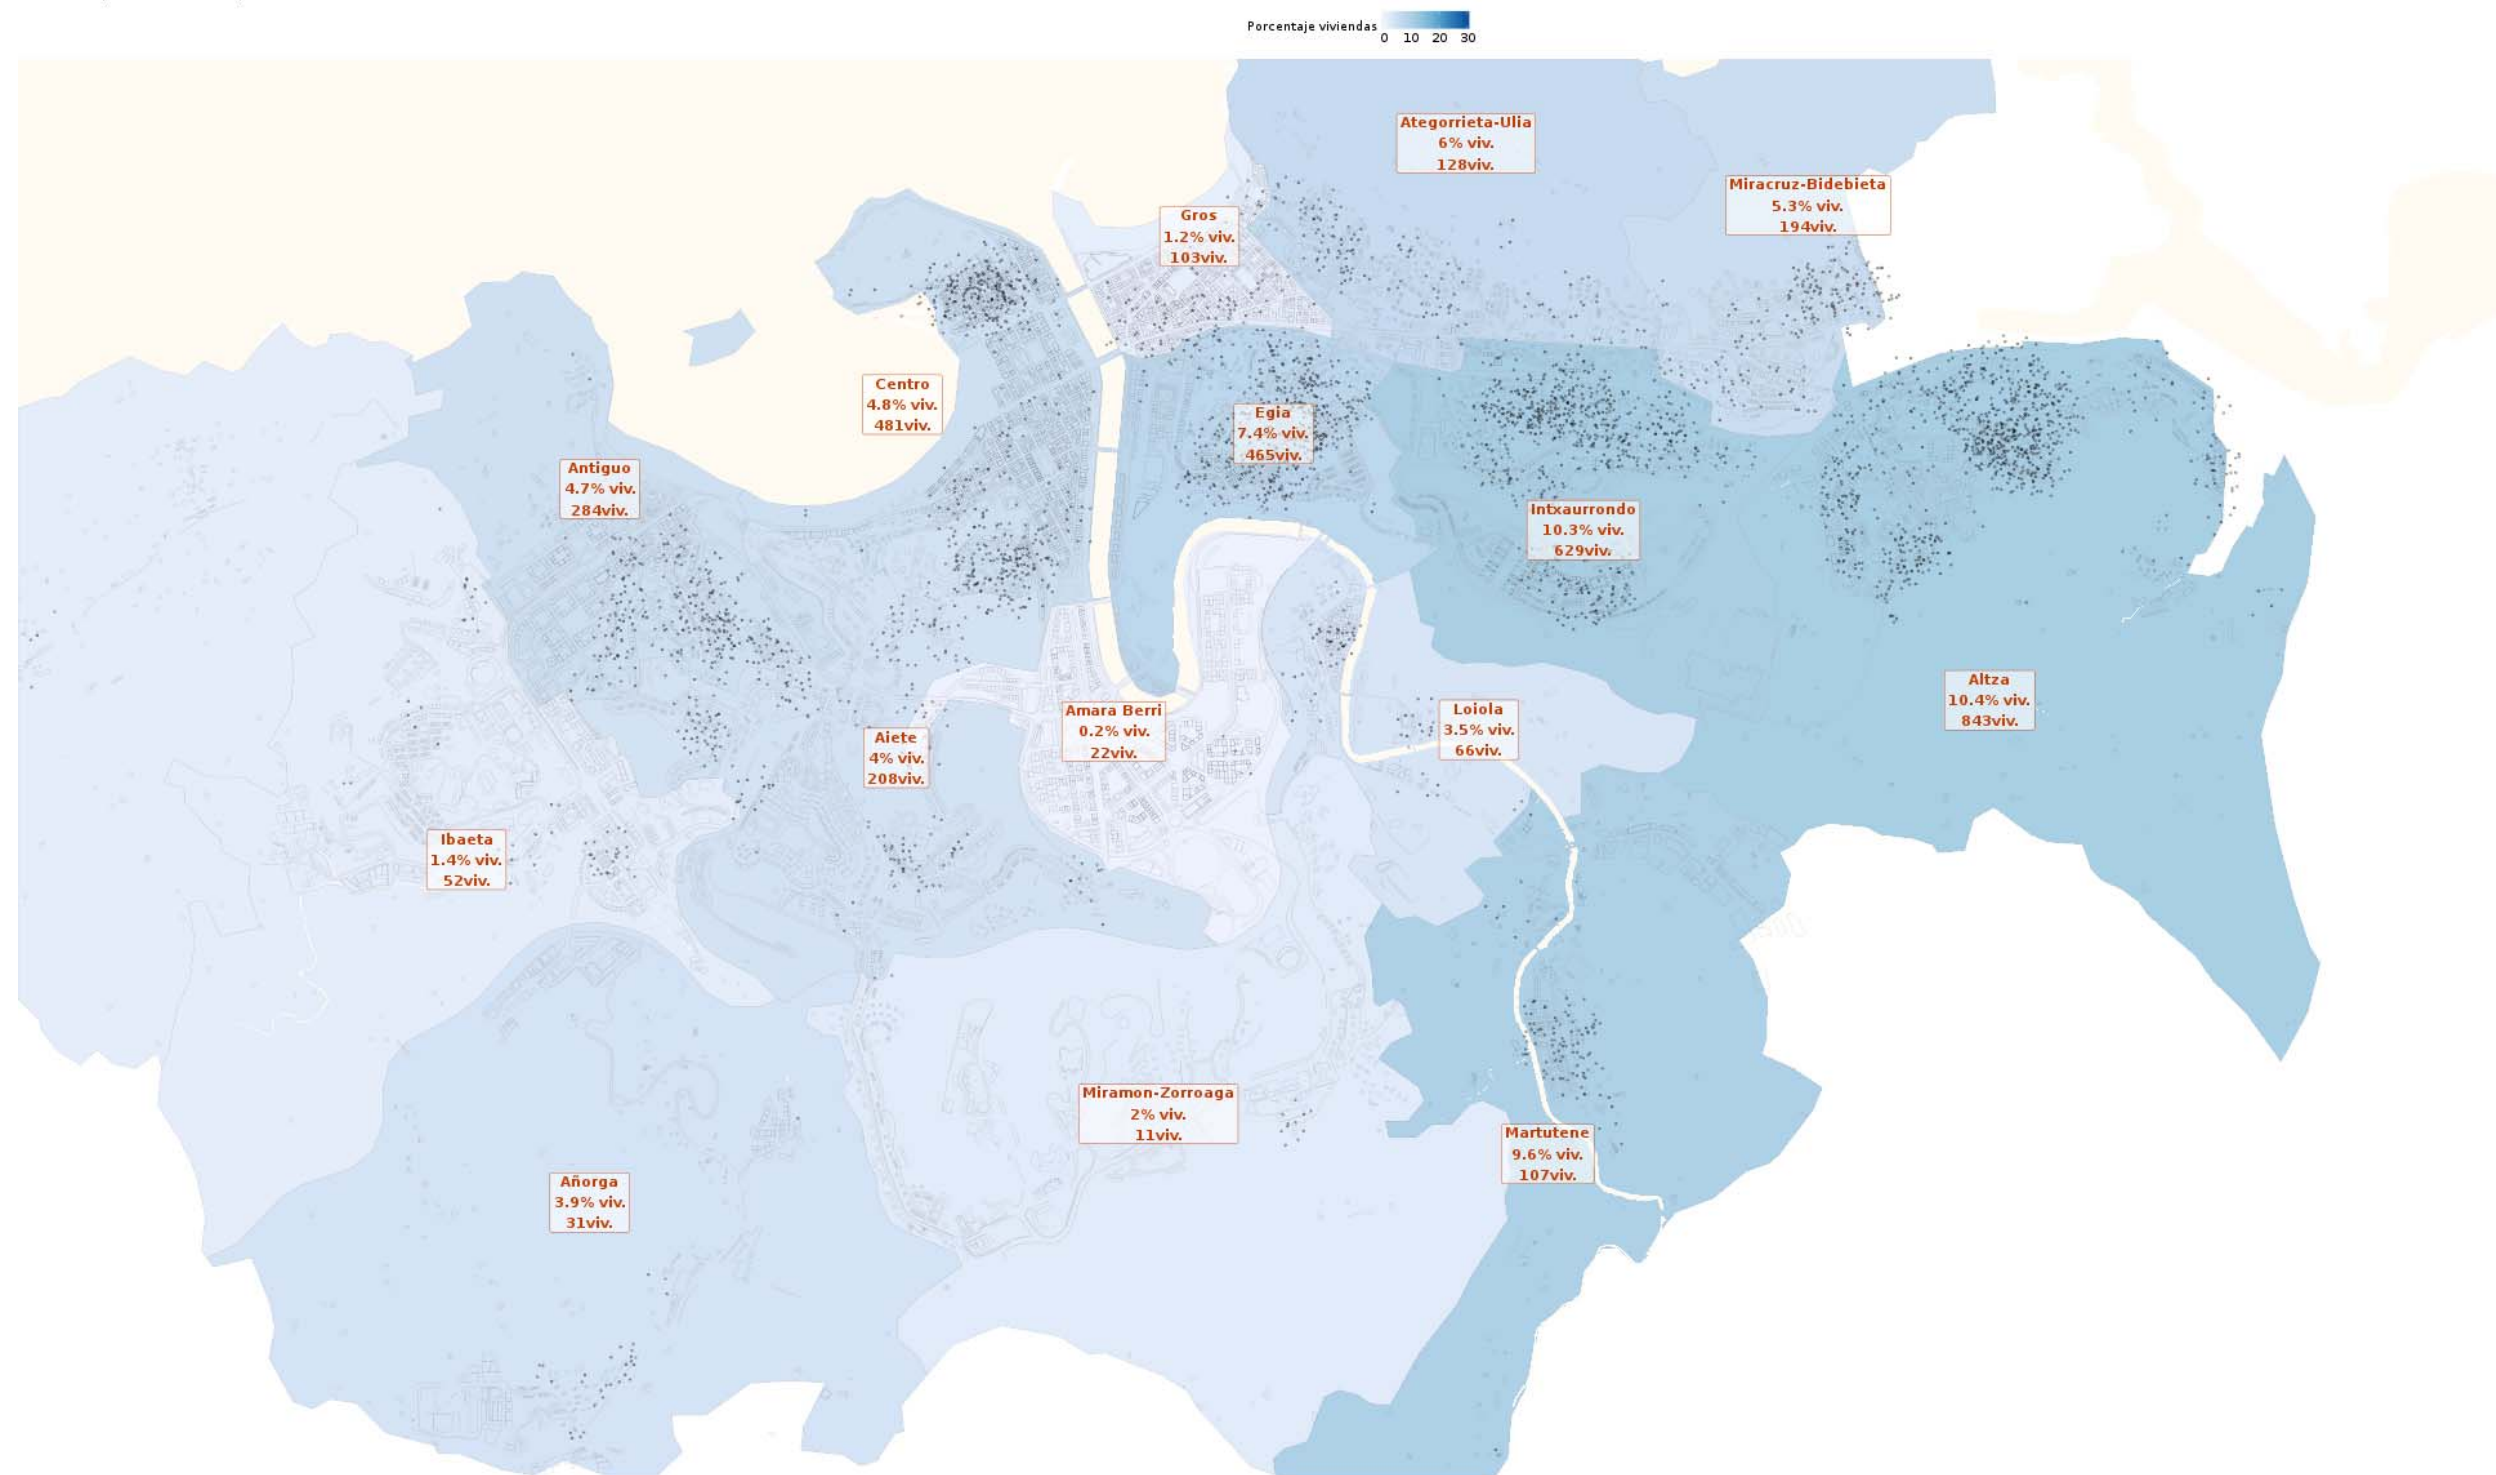 Porcentaje viviendas
0 10 20 30
Ategorrieta-Ulia
6% viv.
128viv.
Miracruz-Bidebieta
5.3% viv.
194viv.
Gros
1.2% viv.
103viv.
Centro
4.8% viv.
481viv.
Egia
7.4% viv.
465viv.
Antiguo
4.7% viv.
284viv.
Intxaurrondo
10.3% viv.
629viv.
Altza
10.4% viv.
843viv.
Amara Berri
0.2% viv.
22viv.
Loiola
3.5% viv.
66viv.
Aiete
4% viv.
208viv.
Ibaeta
1.4% viv.
52viv.
Miramon-Zorroaga
2% viv.
11viv.
Martutene
9.6% viv.
107viv.
Añorga
3.9% viv.
31viv.